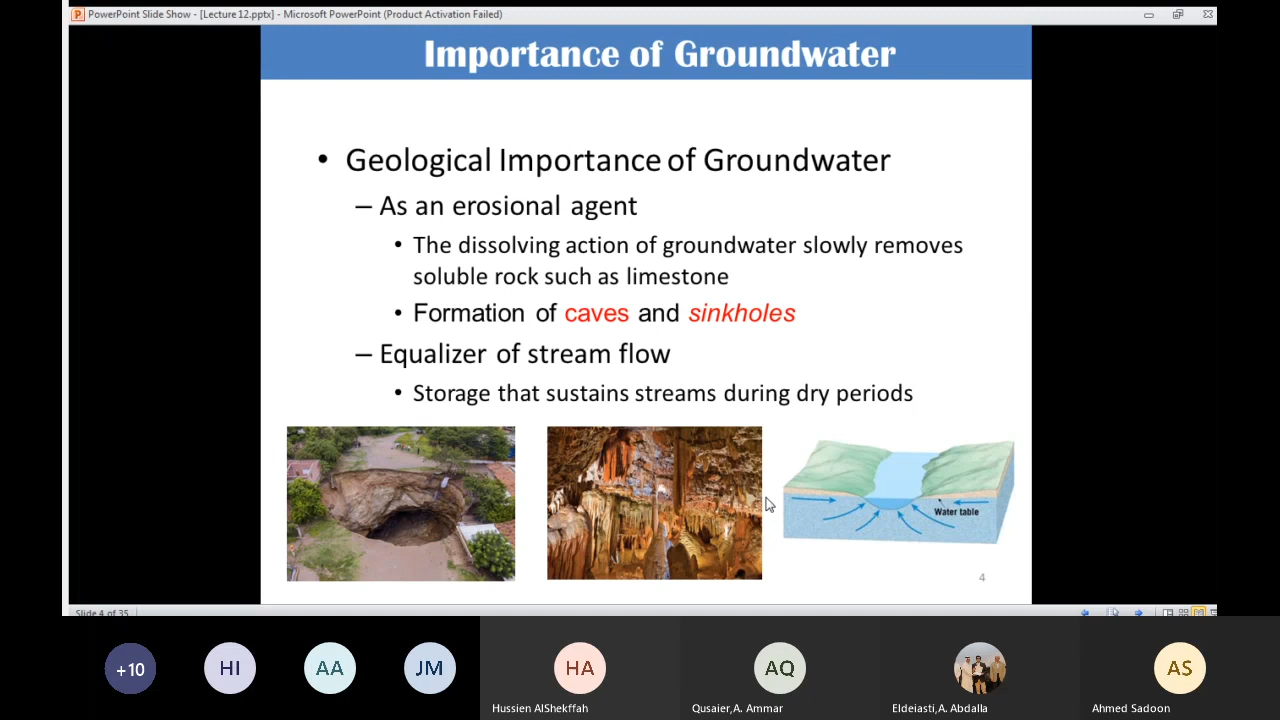 PowerPoint Slide Show - [Lecture 12.pptx] - Microsoft PowerPoint (Product Activation Failed)
Importance of Groundwater
• Geological Importance of Groundwater
– As an erosional agent
• The dissolving action of groundwater slowly removes
soluble rock such as limestone
• Formation of caves and sinkholes
– Equalizer of stream flow
• Storage that sustains streams during dry periods
Water table
4
Slide 4 of 35
+10
HI
AA
JM
HA
AQ
AS
Hussien AlShekffah
Qusaier,A. Ammar
Eldeiasti,A. Abdalla
Ahmed Sadoon